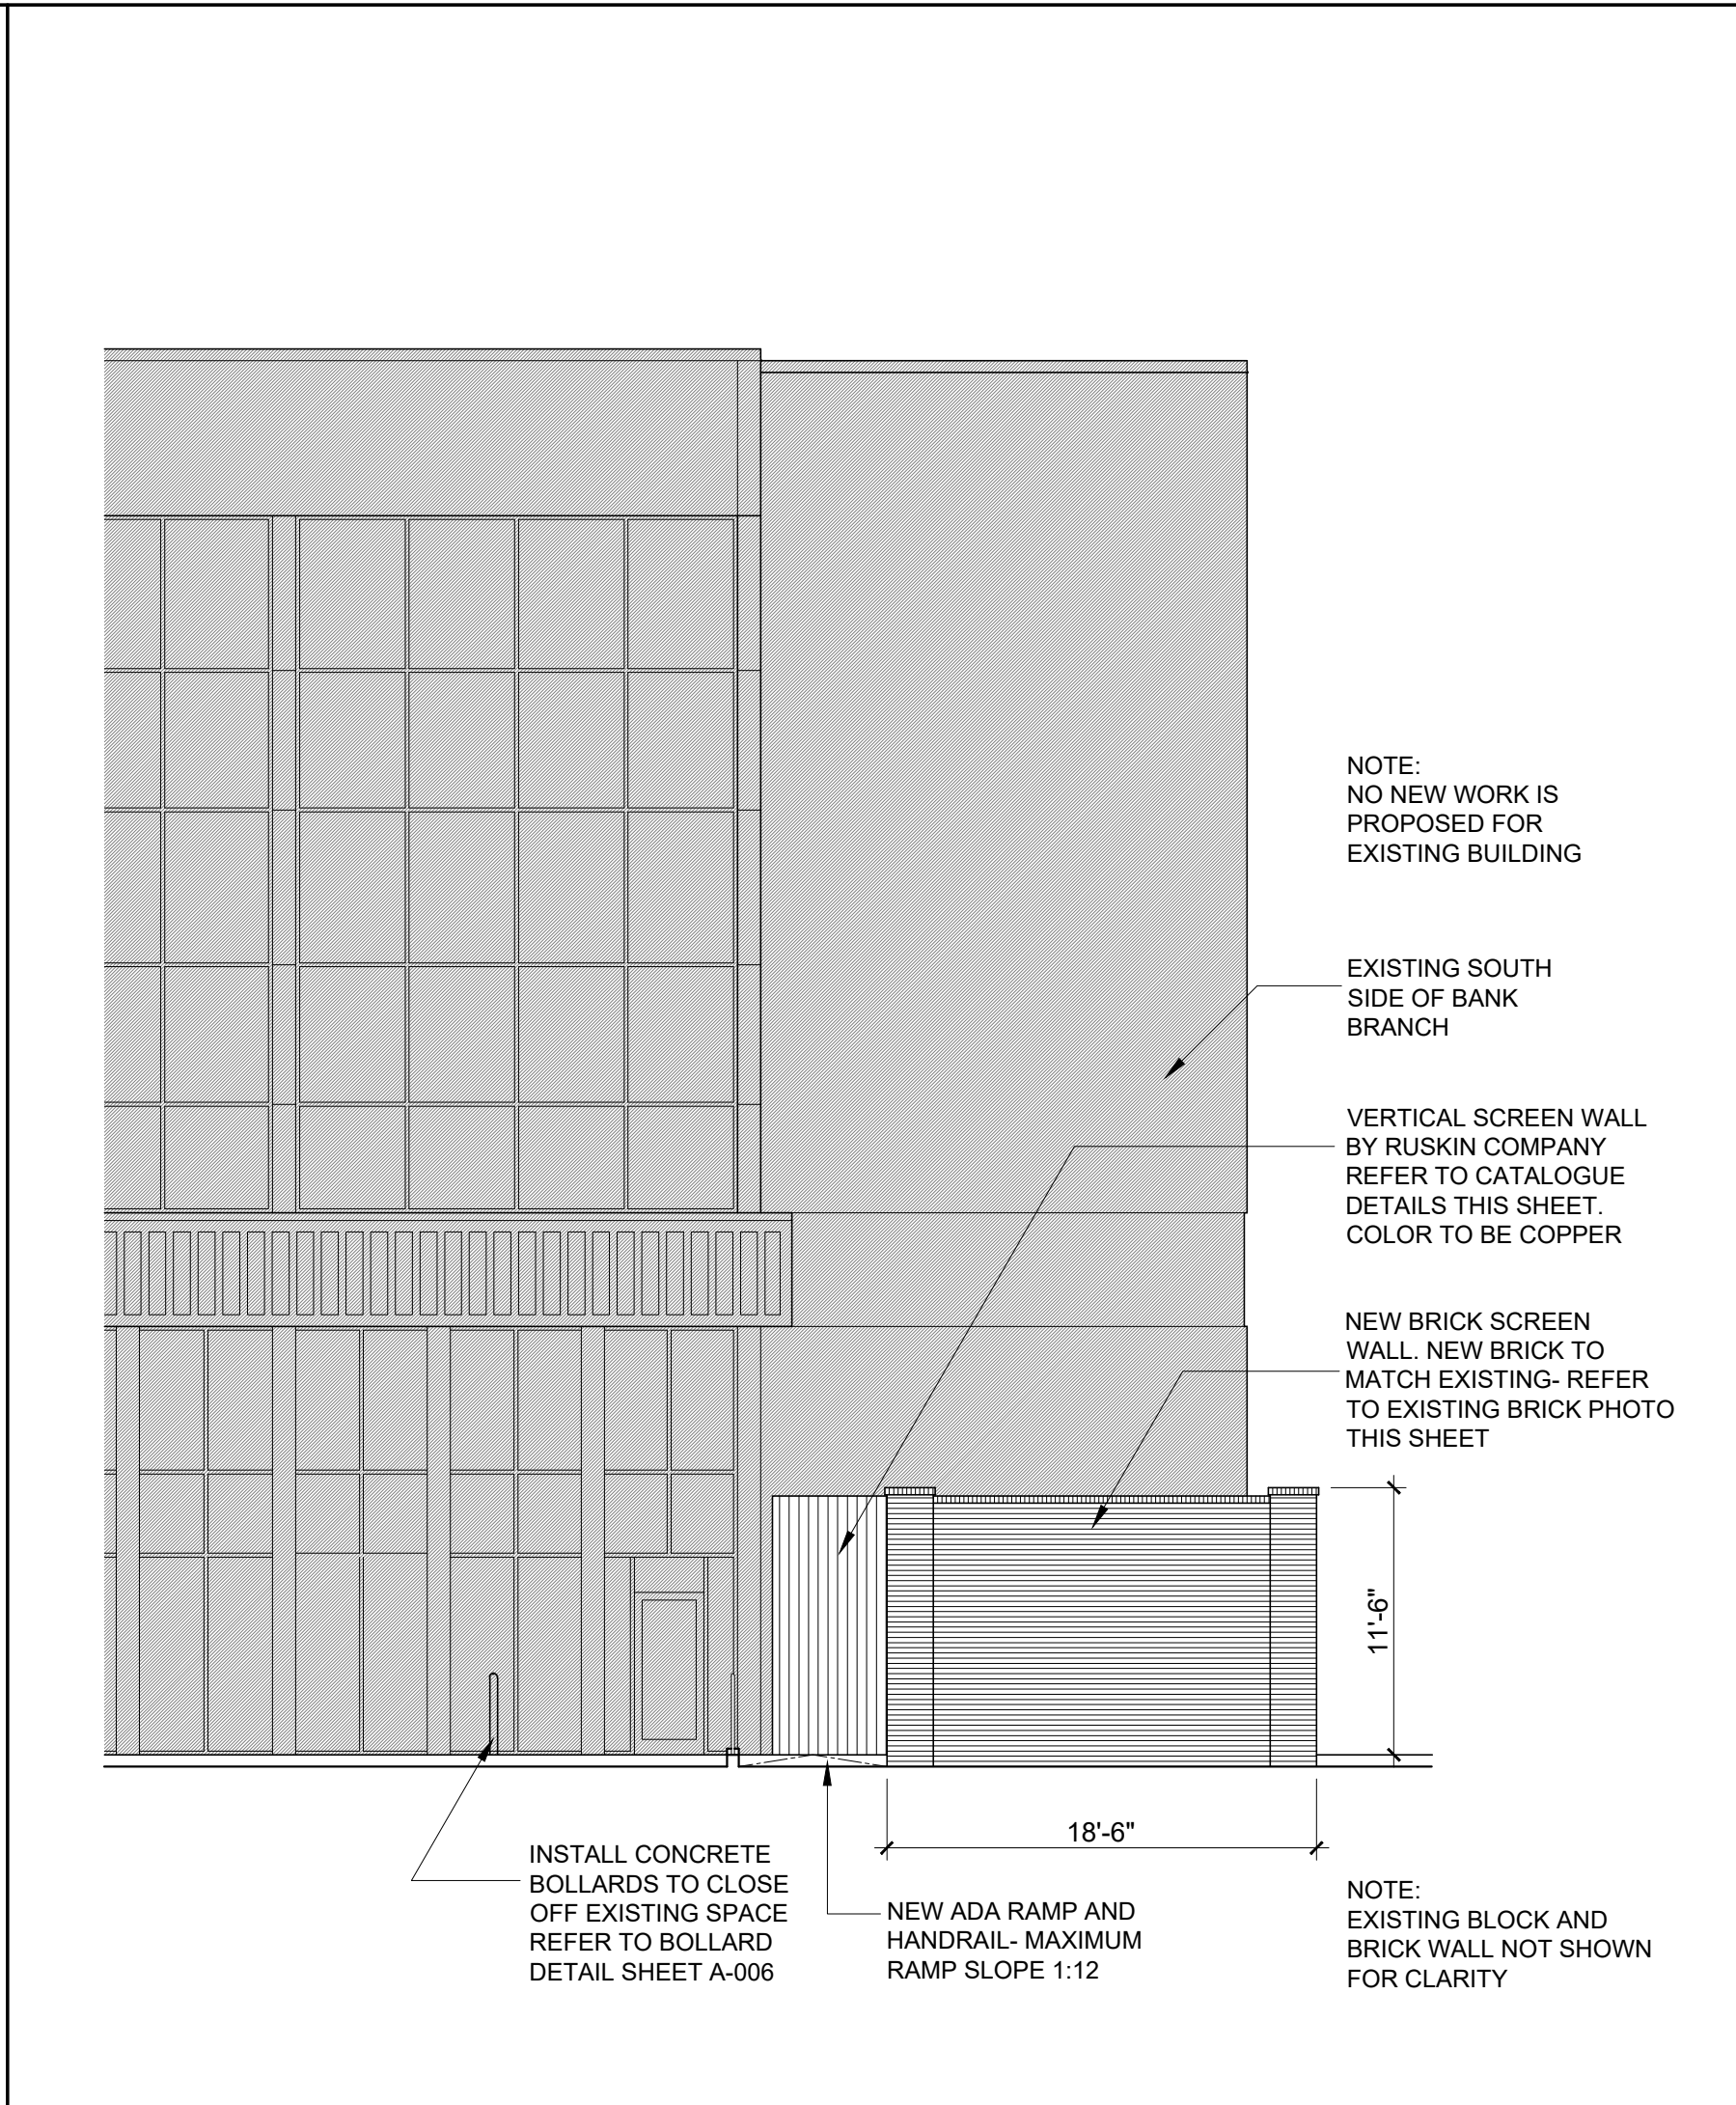 NOTE:
NO NEW WORK IS
PROPOSED FOR
EXISTING BUILDING
EXISTING SOUTH
SIDE OF BANK
BRANCH
VERTICAL SCREEN WALL
BY RUSKIN COMPANY
REFER TO CATALOGUE
DETAILS THIS SHEET.
COLOR TO BE COPPER
NEW BRICK SCREEN
WALL. NEW BRICK TO
MATCH EXISTING- REFER
TO EXISTING BRICK PHOTO
THIS SHEET
11'-6"
18'-6"
INSTALL CONCRETE
BOLLARDS TO CLOSE
OFF EXISTING SPACE
REFER TO BOLLARD
DETAIL SHEET A-006
NEW ADA RAMP AND
HANDRAIL- MAXIMUM
RAMP SLOPE 1:12
NOTE:
EXISTING BLOCK AND
BRICK WALL NOT SHOWN
FOR CLARITY